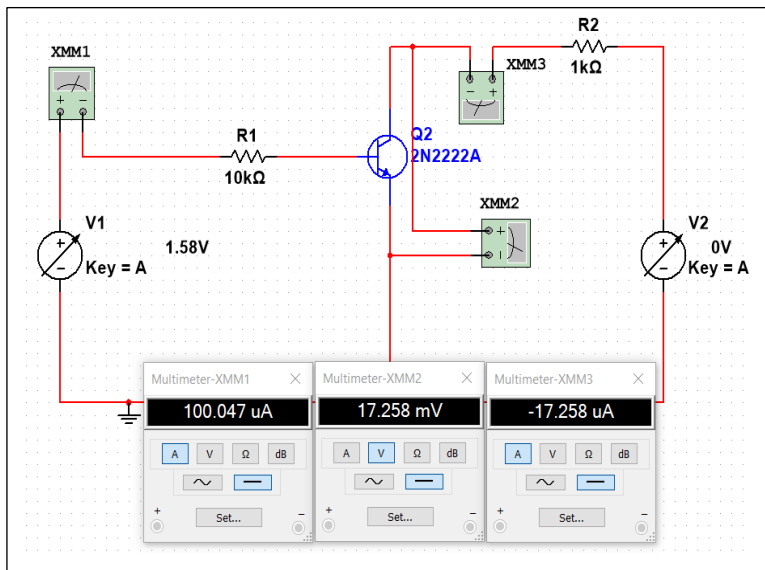 R2
XMM1
XMM3
1kΩ
+ −
− +
R1
Q2
2N2222A
10kΩ
XMM2
V1
+
1.58V
V2
+
0V
−
Key = A
−
Key = A
Multimeter-XMM1
Multimeter-XMM2
Multimeter-XMM3
100.047 uA
17.258 mV
-17.258 uA
A V Ω dB
A V Ω dB
A V Ω dB
+ −
+ −
+ −
Set...
Set...
Set...